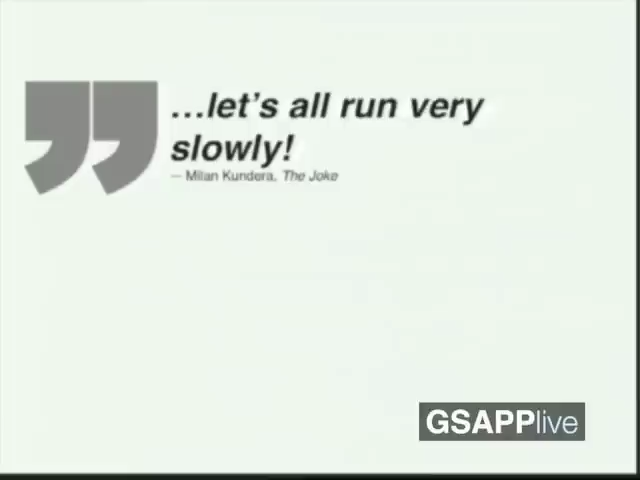 …let's all run very
slowly!
— Milan Kundera, The Joke
GSAPPlive